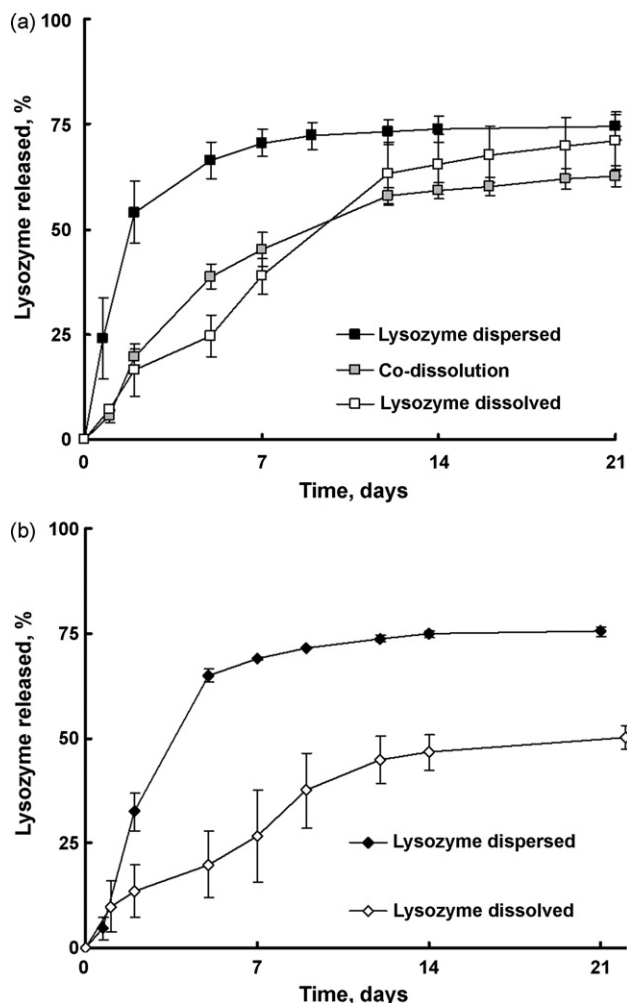 (a)
100
75
50
25
0
Lysozyme released, %
Lysozyme dispersed
Co-dissolution
Lysozyme dissolved
0 7 14 21
Time, days
(b)
100
75
50
25
0
Lysozyme released, %
Lysozyme dispersed
Lysozyme dissolved
0 7 14 21
Time, days